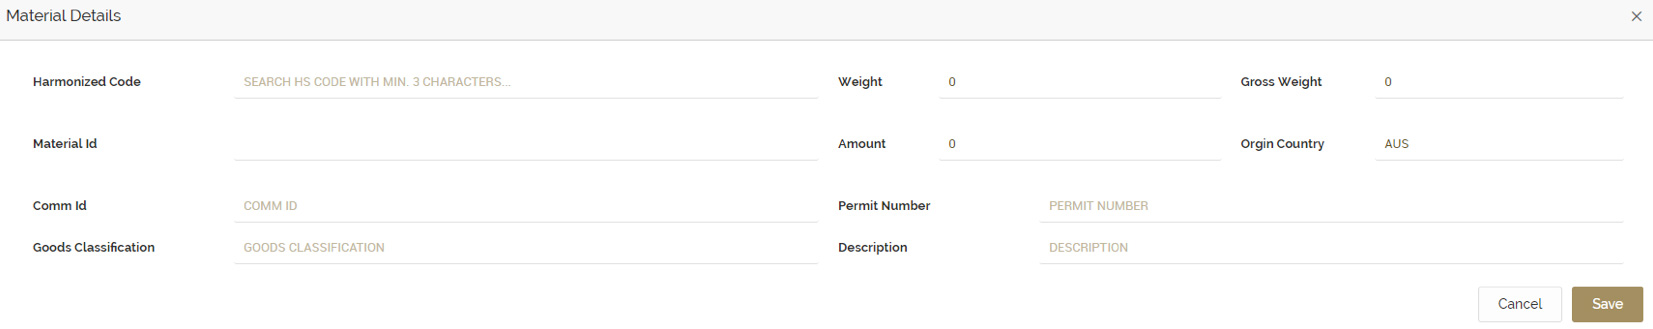 Material Details
Harmonized Code SEARCH HS CODE WITH MIN. 3 CHARACTERS... Weight 0 Gross Weight 0
Material Id Amount 0 Orgin Country AUS
Comm Id COMM ID Permit Number PERMIT NUMBER
Goods Classification GOODS CLASSIFICATION Description DESCRIPTION
Cancel Save